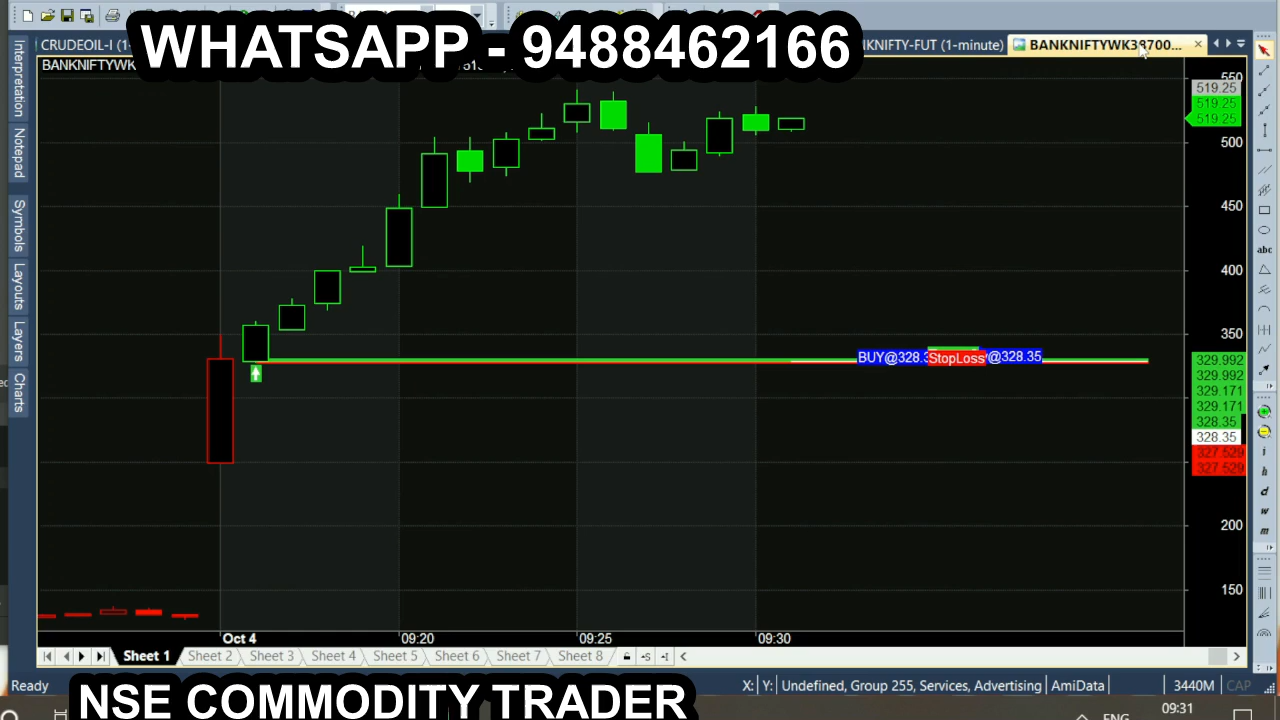 WHATSAPP - 9488462166
CRUDEOIL-I (1-
KNIFTY-FUT (1-minute)
BANKNIFTYWK38700...
BANKNIFTYWK
Interpretation
Notepad
Symbols
Layouts
Layers
Charts
550
519.25
519.25
519.25
500
450
400
350
BUY@328.3
StopLoss
@328.35
329.992
329.992
329.171
329.171
328.35
328.35
327.529
327.529
200
150
abc
i
h
d
w
m
Oct 4
09:20
09:25
09:30
Sheet 1
Sheet 2
Sheet 3
Sheet 4
Sheet 5
Sheet 6
Sheet 7
Sheet 8
Ready
X:
Y:
Undefined, Group 255, Services, Advertising
AmiData
3440M
CAP
NSE COMMODITY TRADER
ENG
09:31